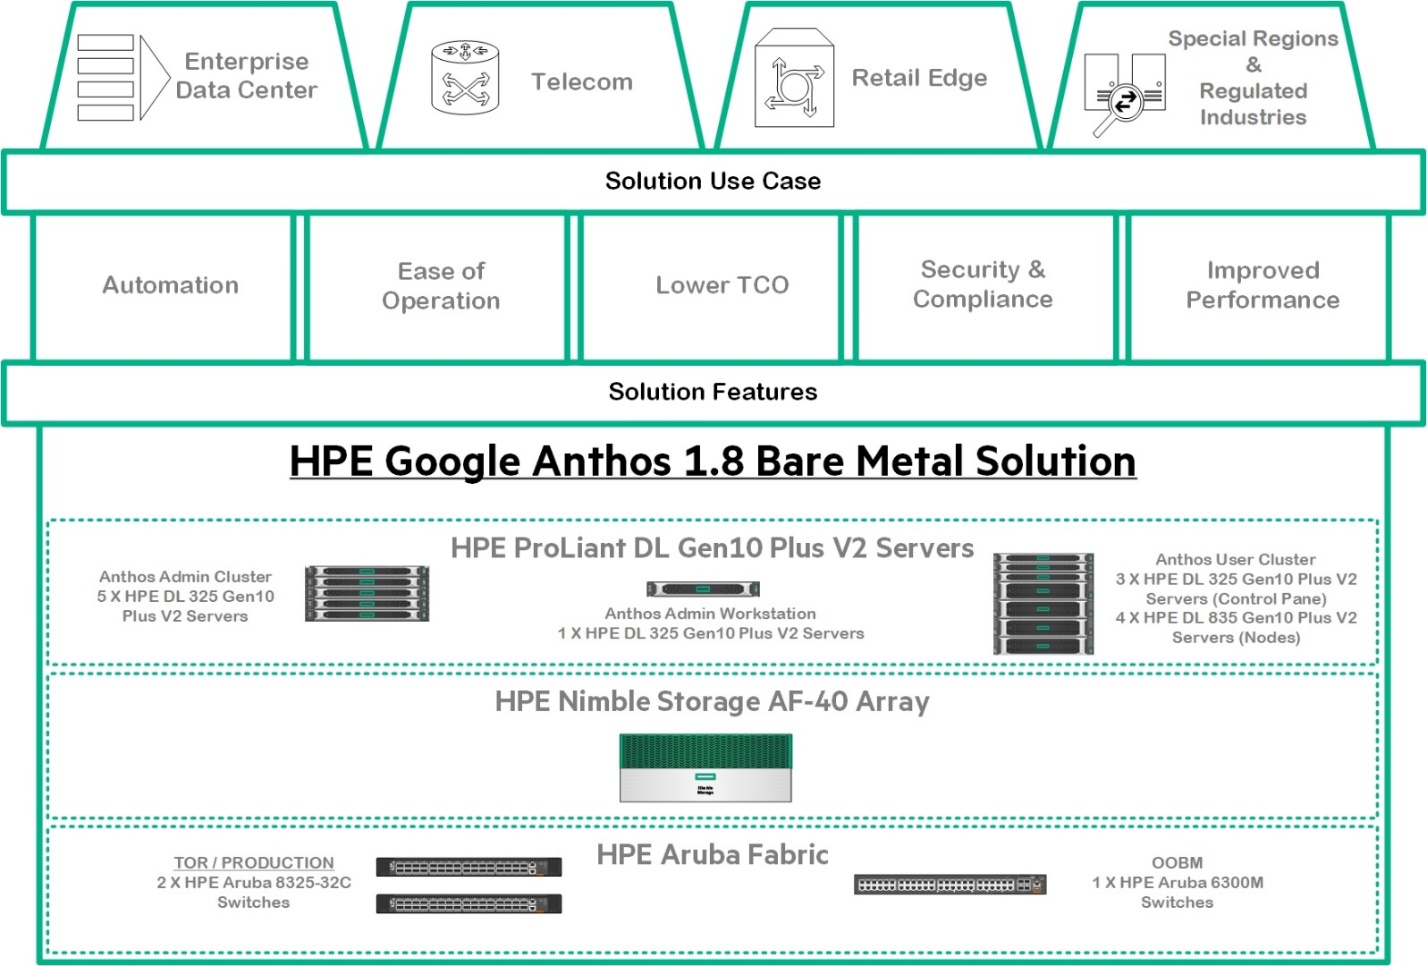 Enterprise
Data Center
Telecom
Retail Edge
Special Regions
&
Regulated
Industries
Solution Use Case
Automation
Ease of
Operation
Lower TCO
Security &
Compliance
Improved
Performance
Solution Features
HPE Google Anthos 1.8 Bare Metal Solution
HPE ProLiant DL Gen10 Plus V2 Servers
Anthos Admin Cluster
5 X HPE DL 325 Gen10
Plus V2 Servers
Anthos Admin Workstation
1 X HPE DL 325 Gen10 Plus V2 Servers
Anthos User Cluster
3 X HPE DL 325 Gen10 Plus V2
Servers (Control Pane)
4 X HPE DL 835 Gen10 Plus V2
Servers (Nodes)
HPE Nimble Storage AF-40 Array
HPE Aruba Fabric
TOR / PRODUCTION
2 X HPE Aruba 8325-32C
Switches
OOBM
1 X HPE Aruba 6300M
Switches